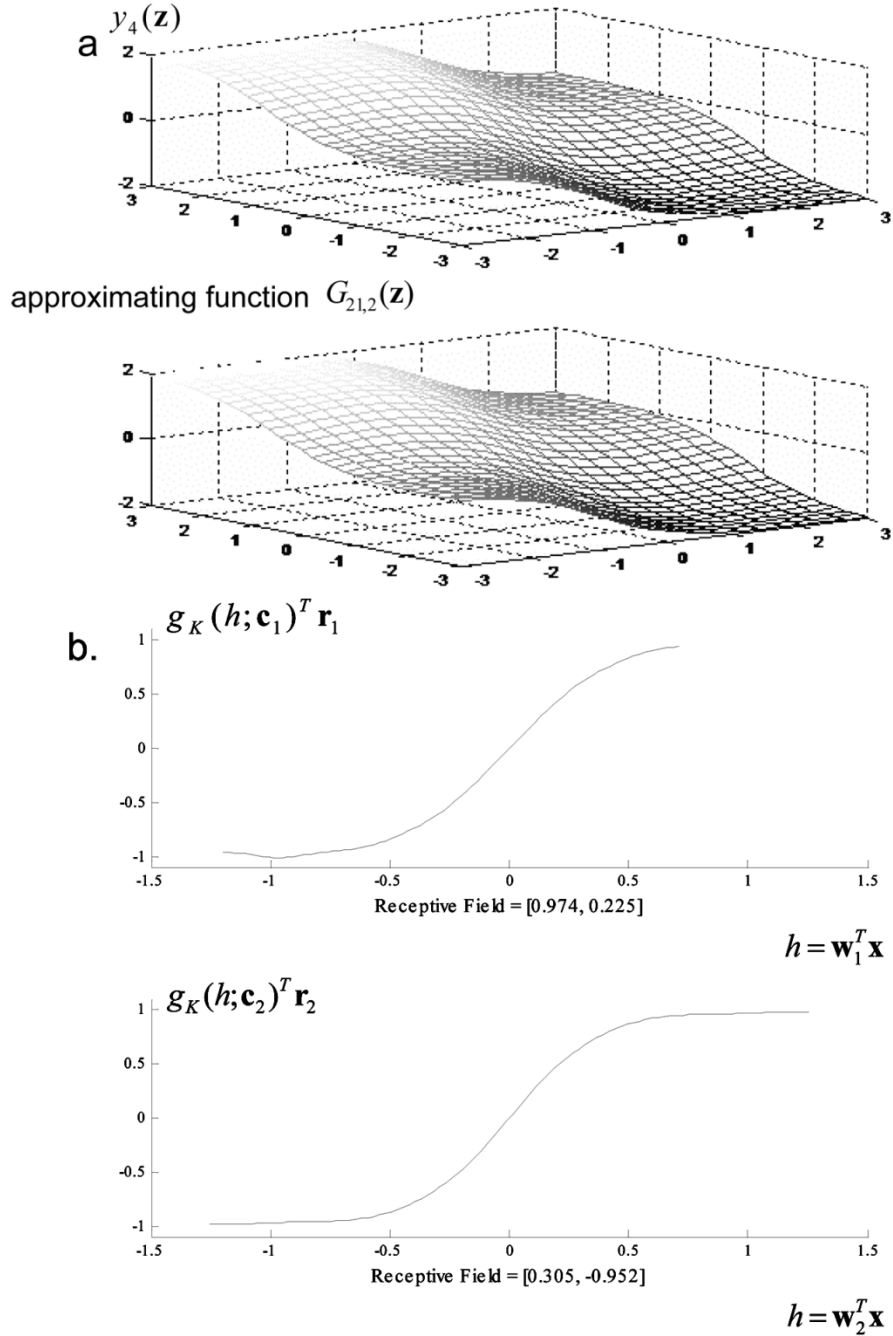 a y₄(z)
2
0
-2
3 2 1 0 -1 -2 -3
-3 -2 -1 0 1 2 3
approximating function G₂₁,₂(z)
2
0
-2
3 2 1 0 -1 -2 -3
-3 -2 -1 0 1 2 3
b. g_K(h;c₁)ᵀ r₁
1
0.5
0
-0.5
-1
-1.5 -1 -0.5 0 0.5 1 1.5
Receptive Field = [0.974, 0.225]
h = w₁ᵀx
g_K(h;c₂)ᵀ r₂
1
0.5
0
-0.5
-1
-1.5 -1 -0.5 0 0.5 1 1.5
Receptive Field = [0.305, -0.952]
h = w₂ᵀx